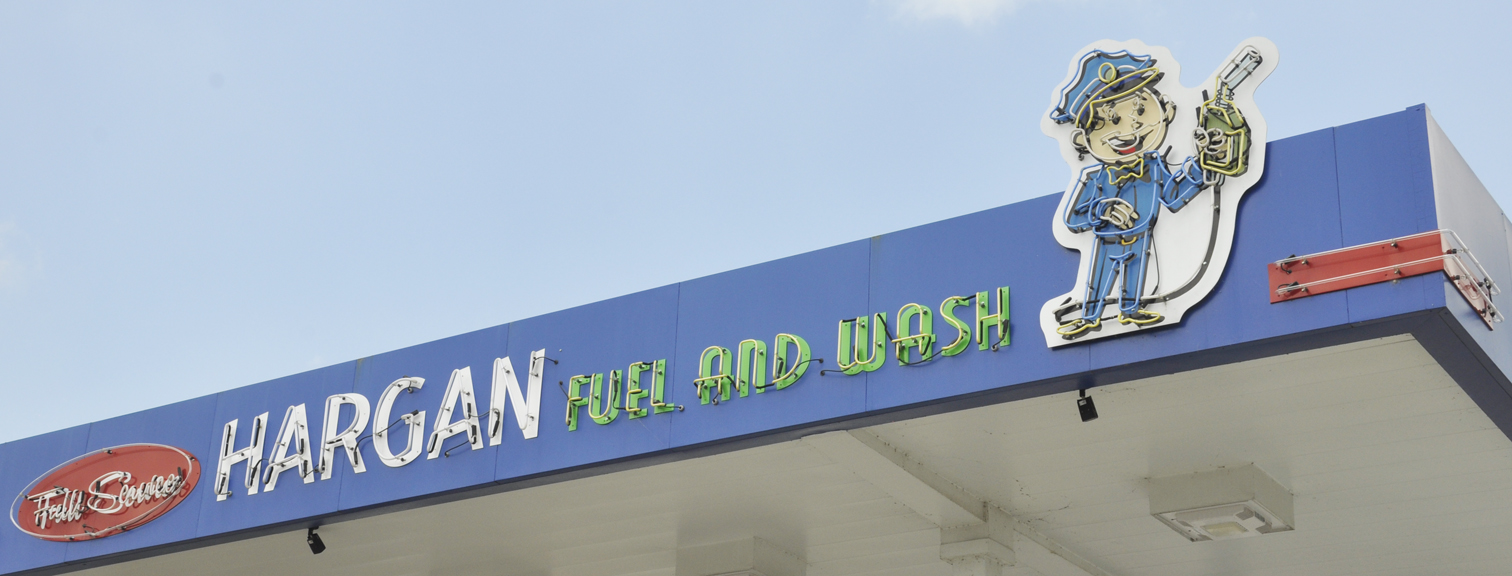 Full Service
HARGAN FUEL AND WASH